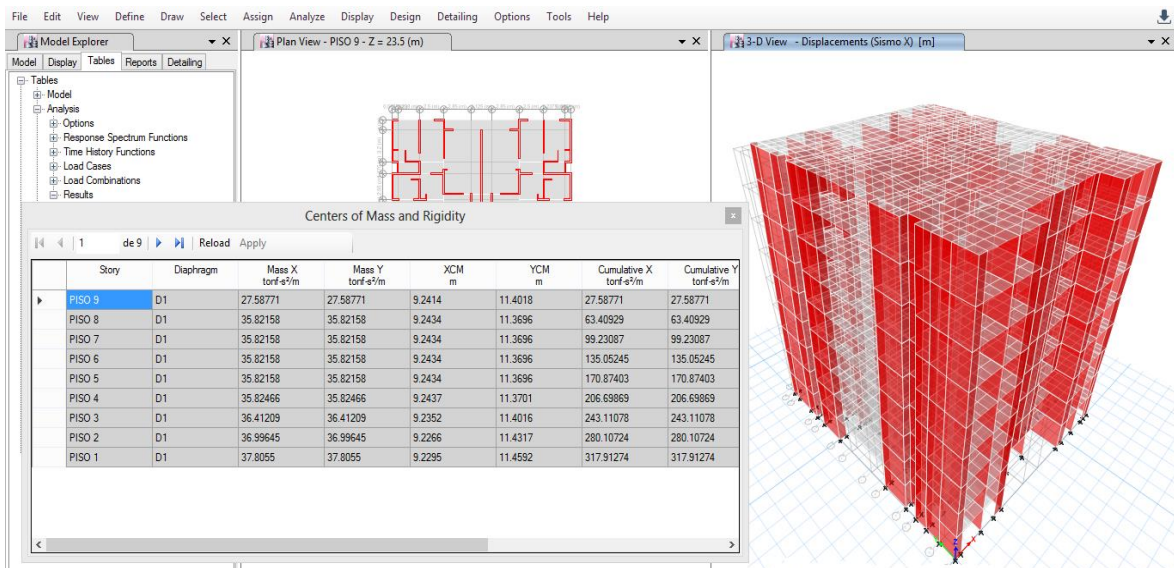 File Edit View Define Draw Select Assign Analyze Display Design Detailing Options Tools Help
Model Explorer
Model Display Tables Reports Detailing
Tables
Model
Analysis
Options
Response Spectrum Functions
Time History Functions
Load Cases
Load Combinations
Results
Plan View - PISO 9 - Z = 23.5 (m)
3-D View - Displacements (Sismo X) [m]
Centers of Mass and Rigidity
1 de 9 Reload Apply
Story Diaphragm Mass X tonf-s²/m Mass Y tonf-s²/m XCM m YCM m Cumulative X tonf-s²/m Cumulative Y tonf-s²/m
PISO 9 D1 27.58771 27.58771 9.2414 11.4018 27.58771 27.58771
PISO 8 D1 35.82158 35.82158 9.2434 11.3696 63.40929 63.40929
PISO 7 D1 35.82158 35.82158 9.2434 11.3696 99.23087 99.23087
PISO 6 D1 35.82158 35.82158 9.2434 11.3696 135.05245 135.05245
PISO 5 D1 35.82158 35.82158 9.2434 11.3696 170.87403 170.87403
PISO 4 D1 35.82466 35.82466 9.2437 11.3701 206.69869 206.69869
PISO 3 D1 36.41209 36.41209 9.2352 11.4016 243.11078 243.11078
PISO 2 D1 36.99645 36.99645 9.2266 11.4317 280.10724 280.10724
PISO 1 D1 37.8055 37.8055 9.2295 11.4592 317.91274 317.91274
X
Z